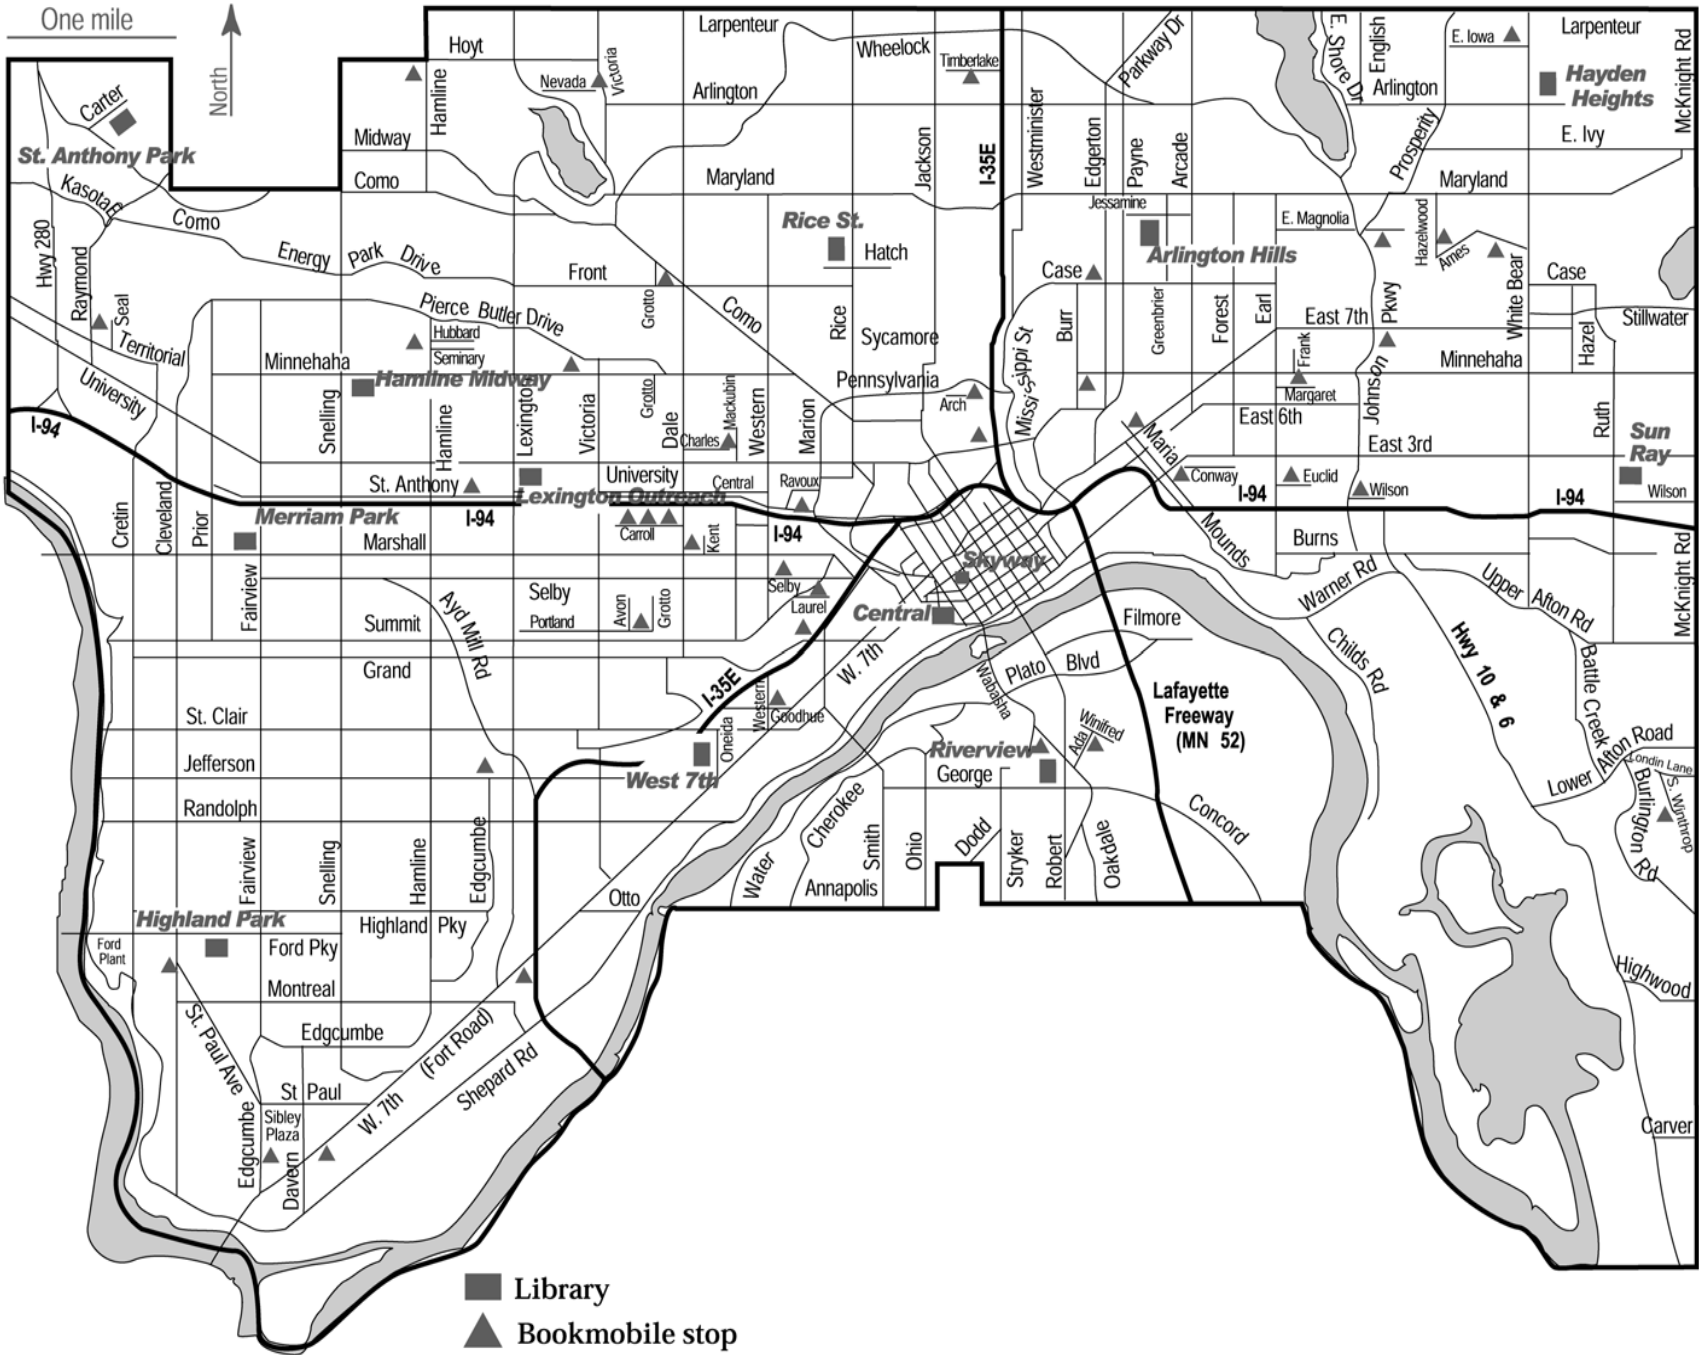 One mile
North
Larpenteur
Larpenteur
Hoyt
Wheelock
Timberlake
Parkway Dr
E. Shore Dr
English
E. Iowa
McKnight Rd
Carter
Hamline
Nevada
Victoria
Arlington
Arlington
Hayden
Heights
Midway
Jackson
I-35E
Westminister
Edgerton
Payne
Arcade
Prosperity
E. Ivy
St. Anthony Park
Como
Maryland
Maryland
Kasota
Como
Jessamine
E. Magnolia
Hazelwood
Ames
Rice St.
Hatch
Arlington Hills
Hwy 280
Raymond
Energy Park Drive
Front
Grotto
Case
Case
White Bear
Seal
Pierce Butler Drive
Como
Rice
Sycamore
Mississippi St
Burr
Greenbrier
Forest
Earl
East 7th
Pkwy
Stillwater
Territorial
Hubbard
Seminary
Minnehaha
Frank
Minnehaha
Hazel
University
Hamilne Midway
Pennsylvania
Arch
Margaret
Johnson
I-94
Snelling
Hamline
Lexington
Victoria
Grotto
Dale
Mackubin
Charles
Western
Marion
Maria
East 6th
East 3rd
Ruth
Sun
Ray
St. Anthony
University
Central
Ravoux
Conway
Euclid
Wilson
Wilson
I-94
I-94
Lexington Outreach
Cretin
Cleveland
Prior
Merriam Park
I-94
Marshall
Carroll
Kent
I-94
Mounds
Burns
McKnight Rd
Skyway
Fairview
Ayd Mill Rd
Selby
Selby
Laurel
Portland
Avon
Grotto
Summit
Central
Filmore
Warner Rd
Upper Afton Rd
Grand
W. 7th
Wabasha
Plato Blvd
Childs Rd
Hwy 10 & 6
Battle Creek
I-35E
Western
Goodhue
Oneida
Lafayette
Freeway
(MN 52)
St. Clair
Winifred
Ada
Riverview
George
Jefferson
West 7th
Lower Afton Road
Londin Lane
S. Winthrop
Burlington Rd
Randolph
Cherokee
Concord
Fairview
Snelling
Hamline
Edgcumbe
Water
Smith
Ohio
Dodd
Stryker
Robert
Oakdale
Annapolis
Otto
Highland Park
Highland Pky
Ford
Plant
Ford Pky
Montreal
Highwood
St. Paul Ave
Edgcumbe
(Fort Road)
Shepard Rd
St Paul
W. 7th
Sibley
Plaza
Edgcumbe
Davern
Carver
Library
Bookmobile stop